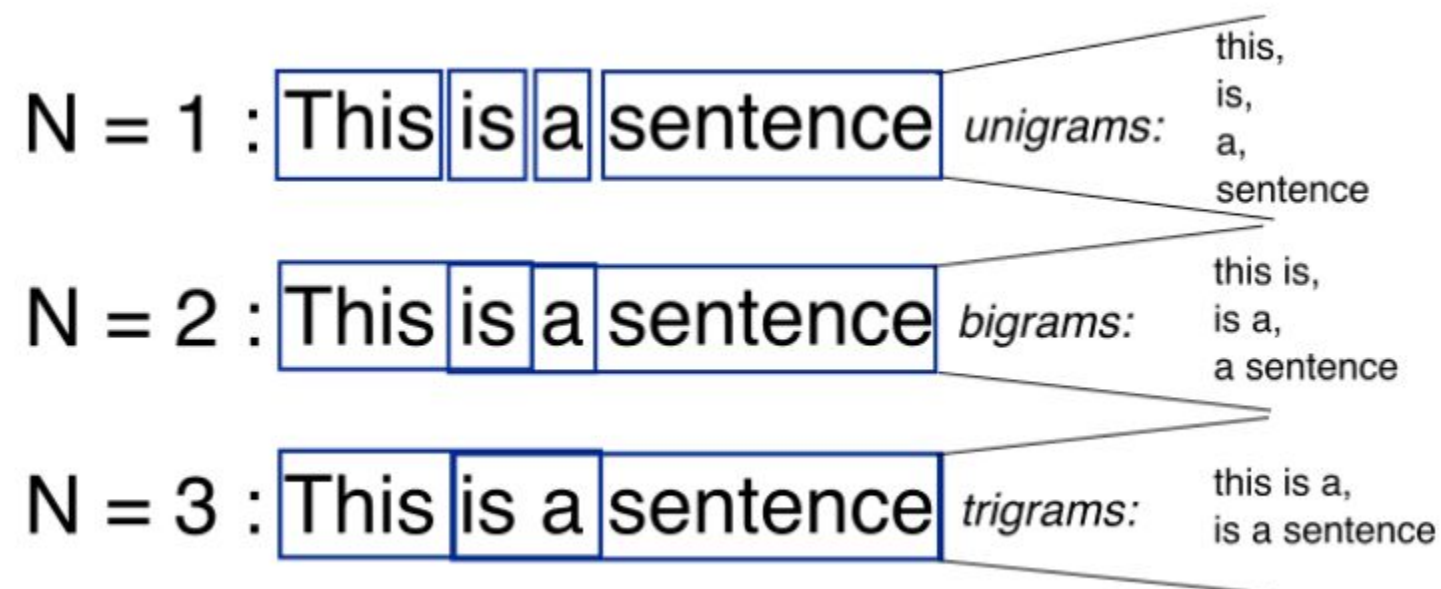 N = 1 : This is a sentence unigrams:
this,
is,
a,
sentence
N = 2 : This is a sentence bigrams:
this is,
is a,
a sentence
N = 3 : This is a sentence trigrams:
this is a,
is a sentence